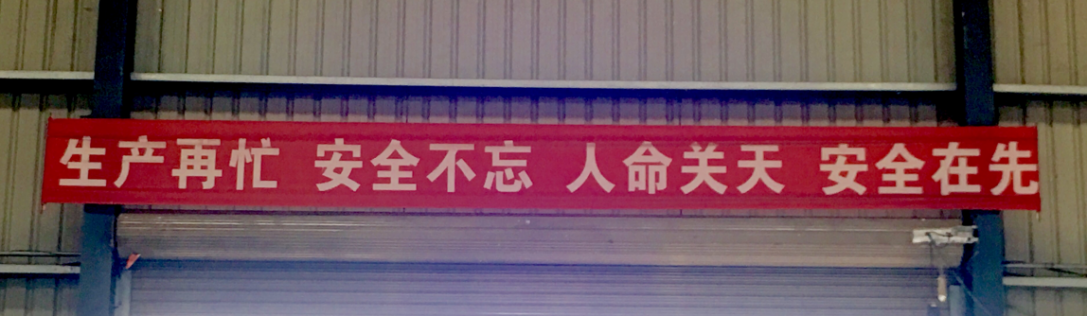 生产再忙 安全不忘 人命关天 安全在先